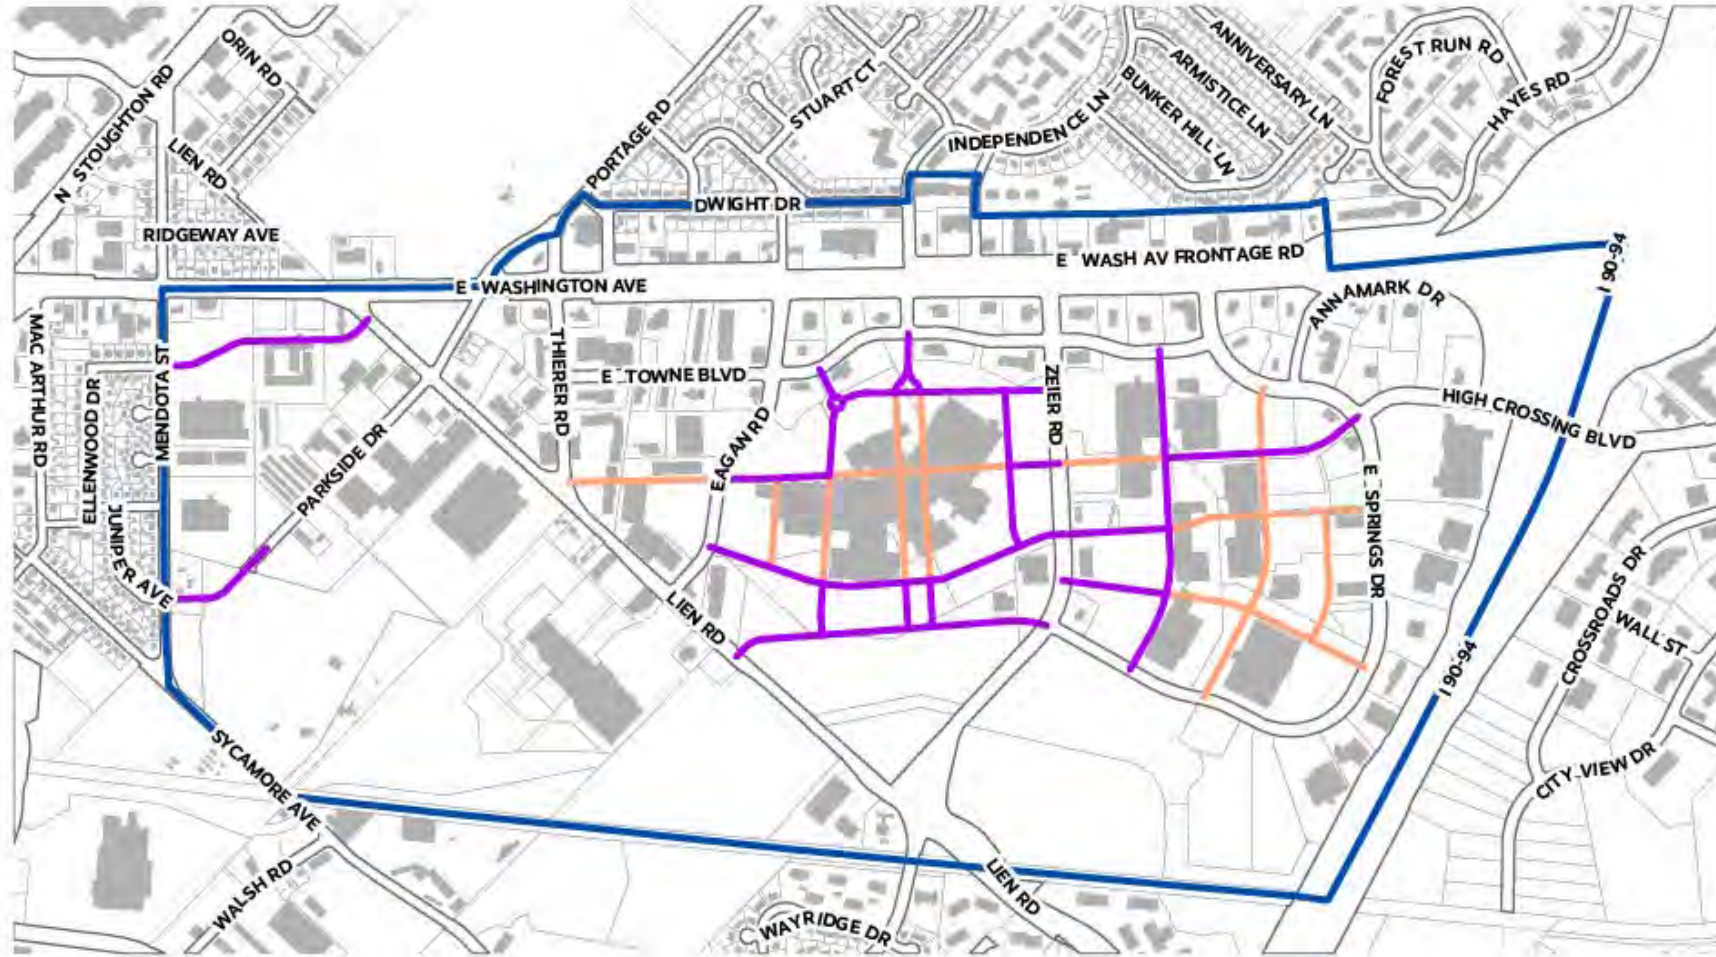 ORIN RD
N STOUGHTON RD
LIEN RD
RIDGEWAY AVE
PORTAGE RD
STUART CT
INDEPENDENCE LN
BUNKER HILL LN
ARMISTICE LN
ANNIVERSARY LN
FOREST RUN RD
HAYES RD
DWIGHT DR
E WASH AV FRONTAGE RD
I 90-94
E WASHINGTON AVE
ANNAMARK DR
MAC ARTHUR RD
ELLENWOOD DR
MENDOTA ST
JUNIPER AVE
PARKSIDE DR
THIERER RD
E TOWNE BLVD
EAGAN RD
ZEIER RD
HIGH CROSSING BLVD
E SPRINGS DR
LIEN RD
CROSSROADS DR
WALL ST
I 90-94
CITY VIEW DR
SYCAMORE AVE
WALSH RD
LIEN RD
WAYRIDGE DR